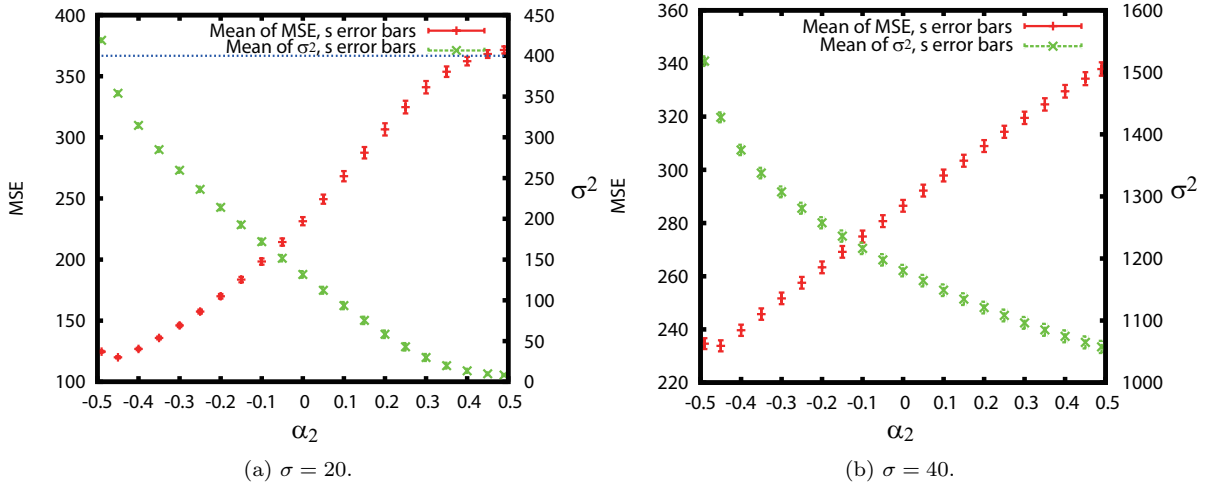 400 350 300 250 200 150 100
MSE
Mean of MSE, s error bars
Mean of σ2, s error bars
450 400 350 300 250 200 150 100 50 0
σ2
-0.5 -0.4 -0.3 -0.2 -0.1 0 0.1 0.2 0.3 0.4 0.5
α2
(a) σ = 20.
360 340 320 300 280 260 240 220
MSE
Mean of MSE, s error bars
Mean of σ2, s error bars
1600 1500 1400 1300 1200 1100 1000
σ2
-0.5 -0.4 -0.3 -0.2 -0.1 0 0.1 0.2 0.3 0.4 0.5
α2
(b) σ = 40.